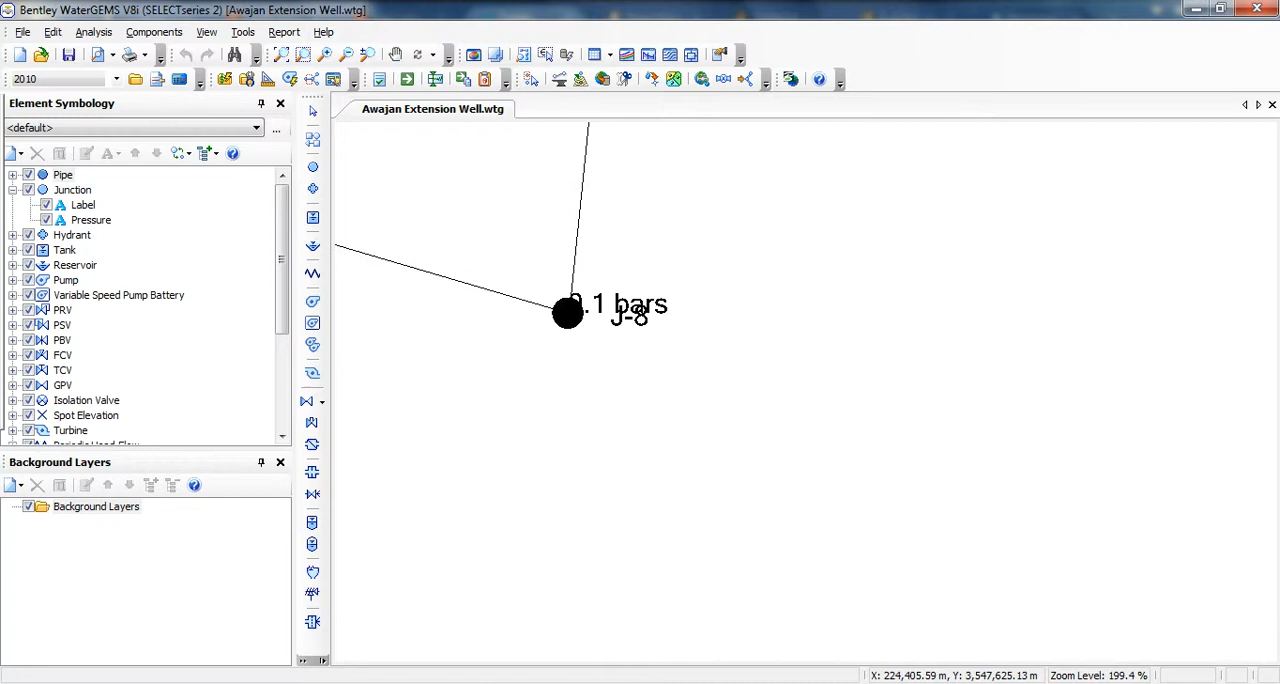 Bentley WaterGEMS V8i (SELECTseries 2) [Awajan Extension Well.wtg]
File Edit Analysis Components View Tools Report Help
2010
Element Symbology
Awajan Extension Well.wtg
<default>
...
Pipe
Junction
Label
Pressure
Hydrant
Tank
Reservoir
Pump
Variable Speed Pump Battery
PRV
PSV
PBV
FCV
TCV
GPV
Isolation Valve
Spot Elevation
Turbine
.1 bars
J-8
Background Layers
Background Layers
X: 224,405.59 m, Y: 3,547,625.13 m
Zoom Level: 199.4 %